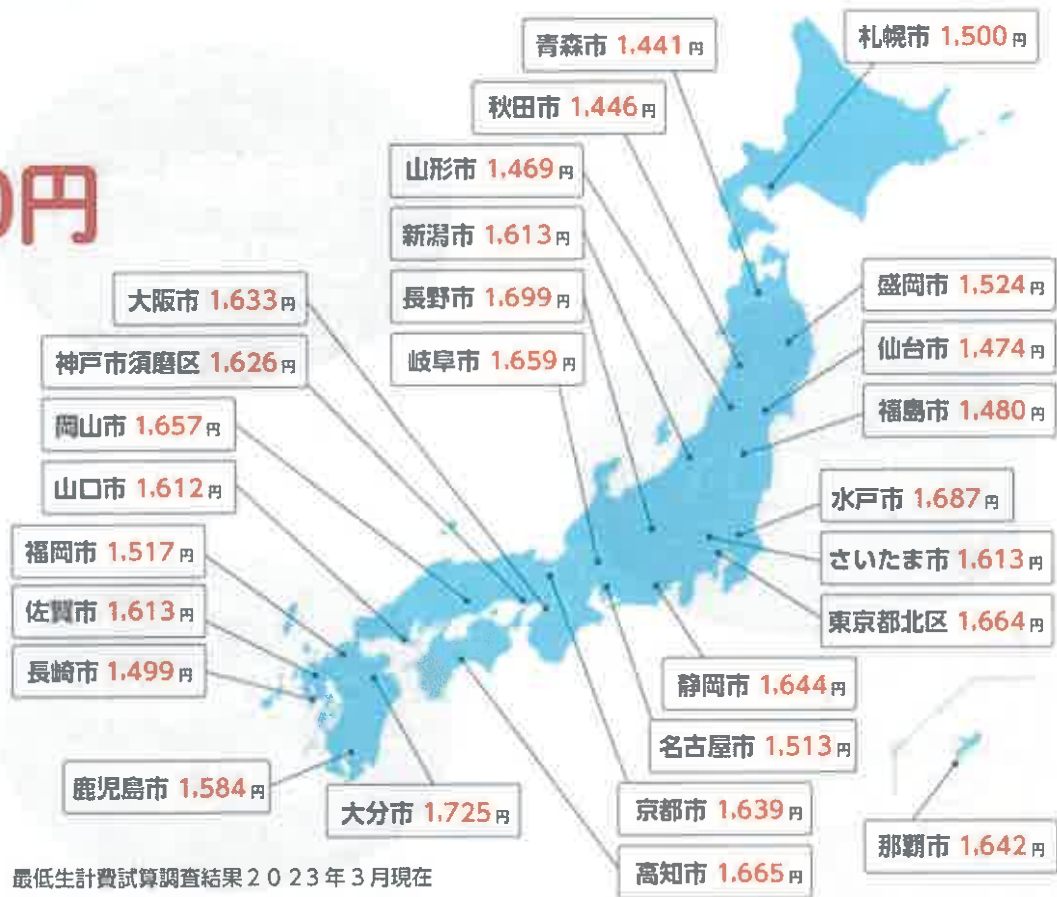 0円
青森市 1,441円
札幌市 1,500円
秋田市 1,446円
山形市 1,469円
新潟市 1,613円
長野市 1,699円
岐阜市 1,659円
大阪市 1,633円
神戸市須磨区 1,626円
岡山市 1,657円
山口市 1,612円
福岡市 1,517円
佐賀市 1,613円
長崎市 1,499円
鹿児島市 1,584円
大分市 1,725円
盛岡市 1,524円
仙台市 1,474円
福島市 1,480円
水戸市 1,687円
さいたま市 1,613円
東京都北区 1,664円
静岡市 1,644円
名古屋市 1,513円
京都市 1,639円
高知市 1,665円
那覇市 1,642円
最低生計費試算調査結果2023年3月現在